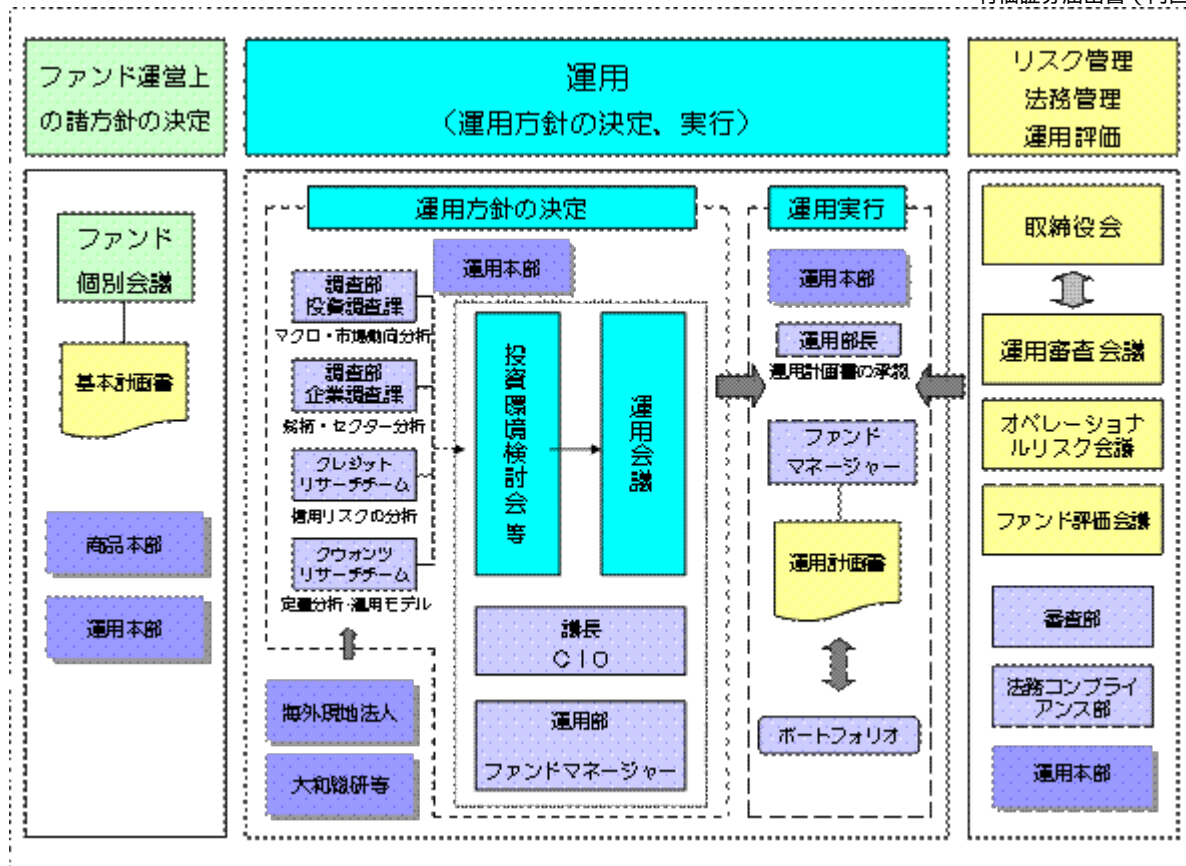 ファンド運営上
の諸方針の決定
運用
（運用方針の決定、実行）
リスク管理
法務管理
運用評価
ファンド
個別会議
基本計画書
商品本部
運用本部
運用方針の決定
運用本部
調査部
投資調査課
マクロ・市場動向分析
調査部
企業調査課
銘柄・セクター分析
クレジット
リサーチチーム
信用リスクの分析
クウォンツ
リサーチチーム
定量分析・運用モデル
海外現地法人
大和総研等
投資環境検討会等
運用会議
議長
ＣＩＯ
運用部
ファンドマネージャー
運用実行
運用本部
運用部長
運用計画書の承認
ファンド
マネージャー
運用計画書
ポートフォリオ
取締役会
運用審査会議
オペレーショナ
ルリスク会議
ファンド評価会議
審査部
法務コンプライ
アンス部
運用本部